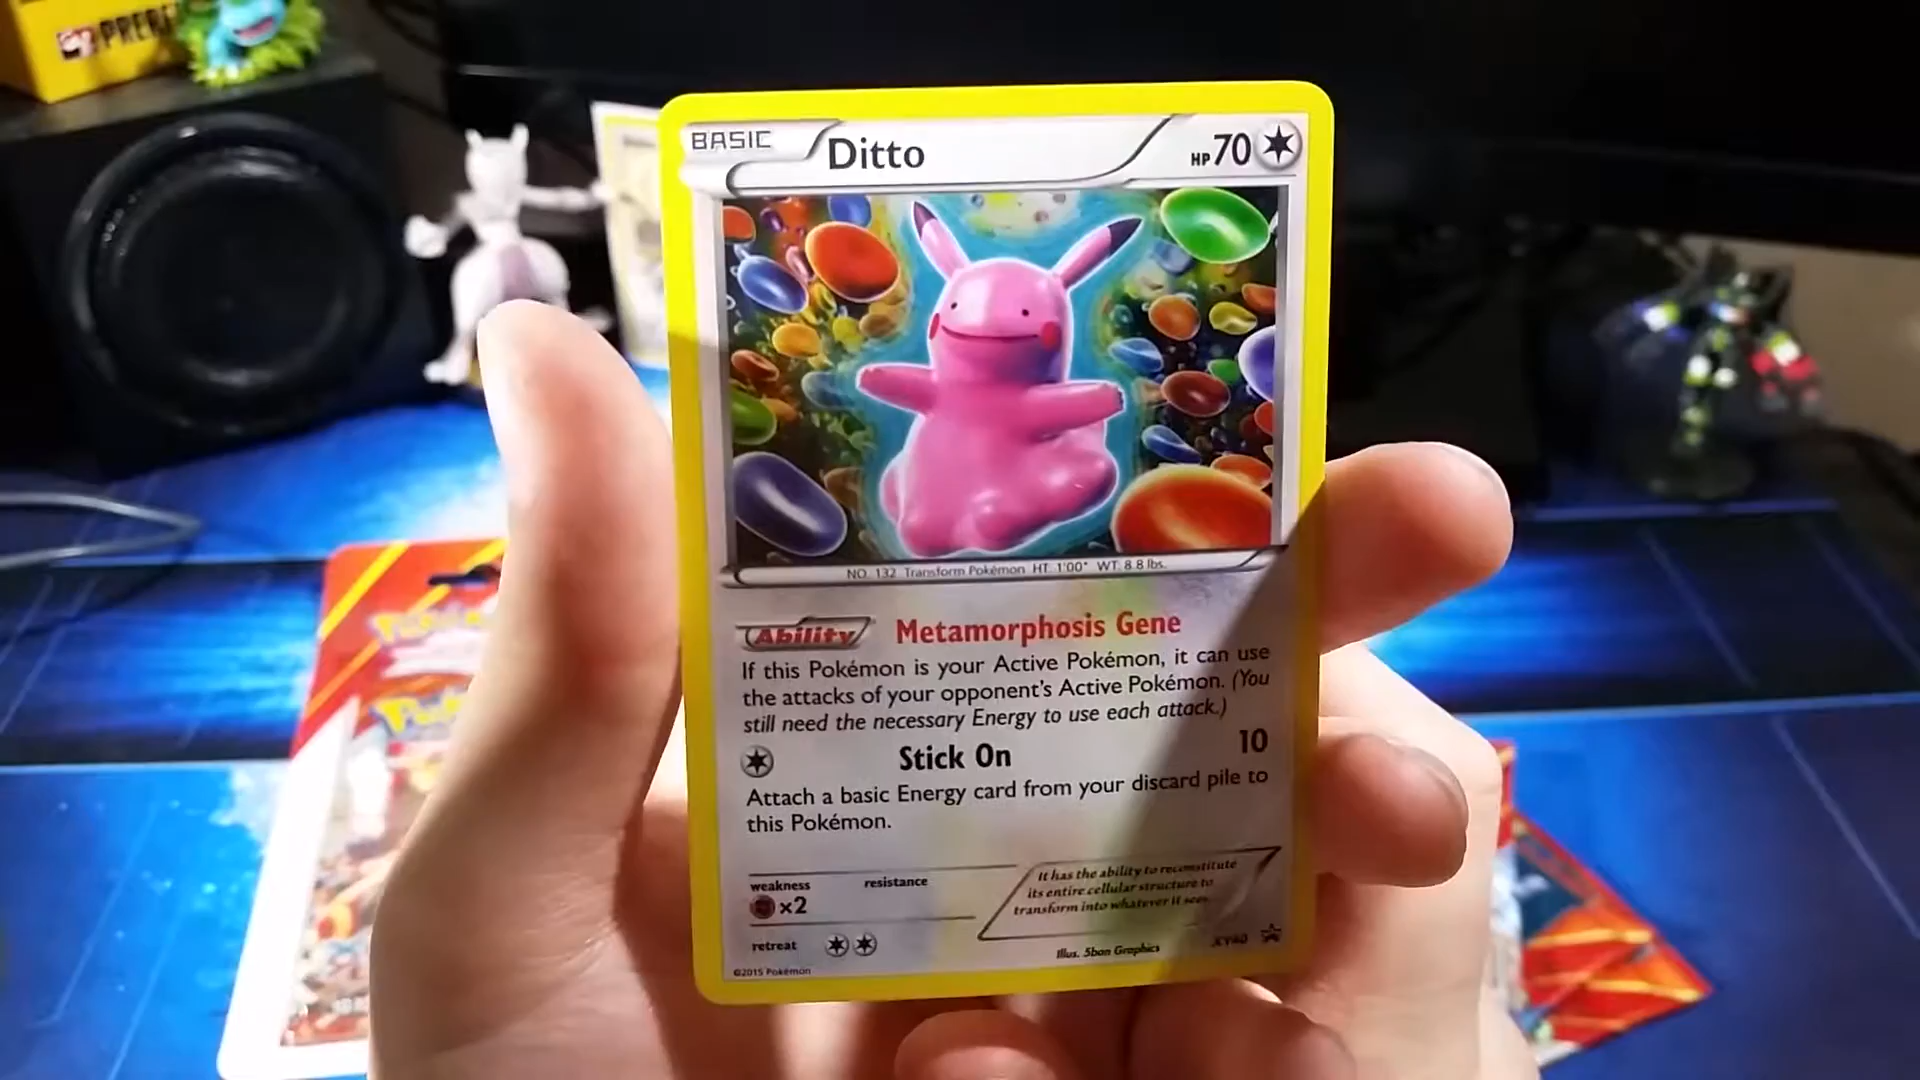 PRERE
BASIC
Ditto
HP 70
NO. 132 Transform Pokémon HT: 1'00" WT: 8.8 lbs.
Ability
Metamorphosis Gene
If this Pokémon is your Active Pokémon, it can use
the attacks of your opponent's Active Pokémon. (You
still need the necessary Energy to use each attack.)
Stick On
10
Attach a basic Energy card from your discard pile to
this Pokémon.
weakness
resistance
×2
It has the ability to reconstitute
its entire cellular structure to
transform into whatever it sees.
retreat
Illus. 5ban Graphics
XY40
©2015 Pokémon